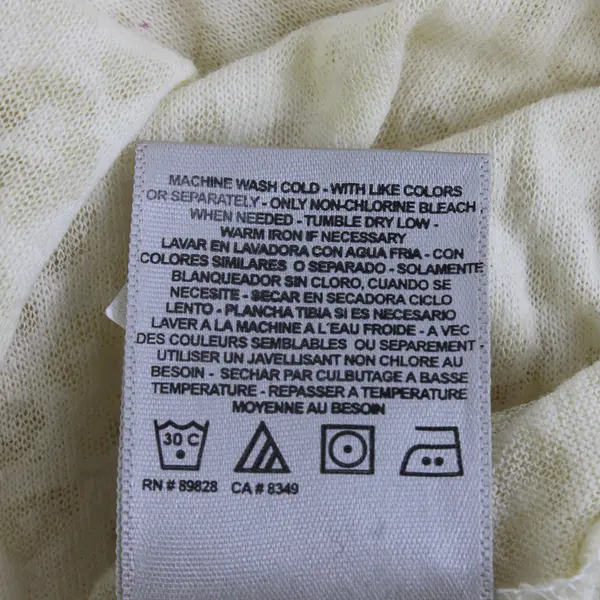 MACHINE WASH COLD - WITH LIKE COLORS
OR SEPARATELY - ONLY NON-CHLORINE BLEACH,
WHEN NEEDED - TUMBLE DRY LOW -
WARM IRON IF NECESSARY
LAVAR EN LAVADORA CON AGUA FRIA - CON
COLORES SIMILARES O SEPARADO - SOLAMENTE
BLANQUEADOR SIN CLORO, CUANDO SE
NECESITE - SECAR EN SECADORA CICLO
LENTO - PLANCHA TIBIA SI ES NECESARIO
LAVER A LA MACHINE A L'EAU FROIDE - A VEC
DES COULEURS SEMBLABLES OU SEPAREMENT -
UTILISER UN JAVELLISANT NON CHLORE AU
BESOIN - SECHAR PAR CULBUTAGE A BASSE
TEMPERATURE - REPASSER A TEMPERATURE
MOYENNE AU BESOIN
30 C
RN # 89828 CA # 8349